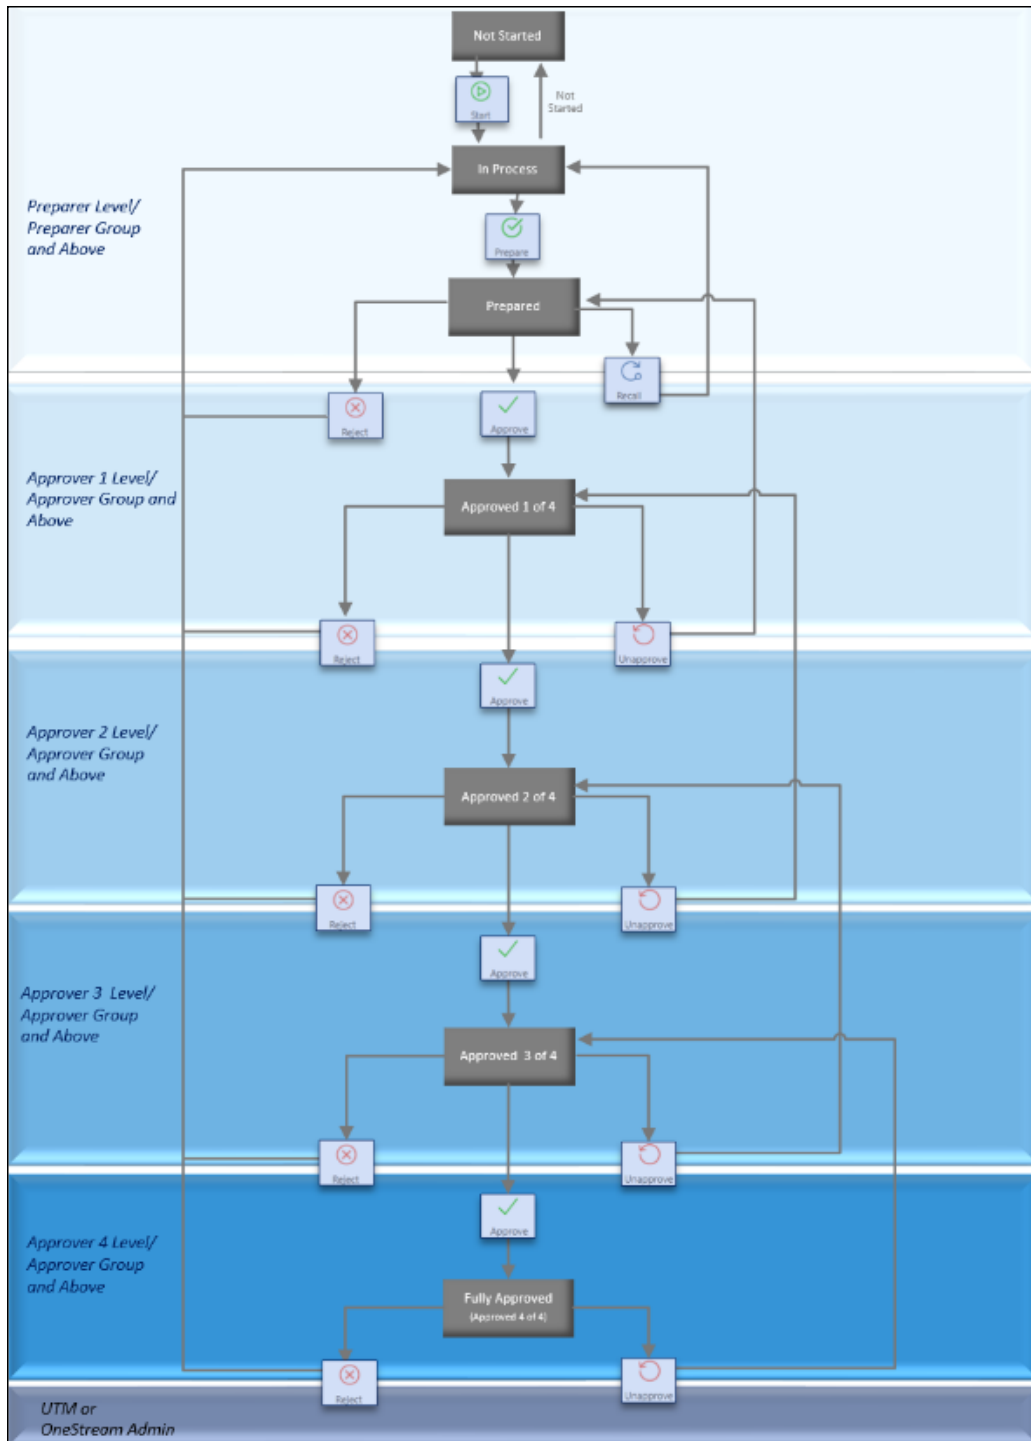 Not Started
Start
Not
Started
In Process
Preparer Level/
Preparer Group
and Above
Prepare
Prepared
Recall
Reject
Approve
Approver 1 Level/
Approver Group and
Above
Approved 1 of 4
Reject
Unapprove
Approve
Approver 2 Level/
Approver Group
and Above
Approved 2 of 4
Reject
Unapprove
Approve
Approver 3 Level/
Approver Group
and Above
Approved 3 of 4
Reject
Unapprove
Approve
Approver 4 Level/
Approver Group
and Above
Fully Approved
(Approved 4 of 4)
Reject
Unapprove
UTM or
OneStream Admin